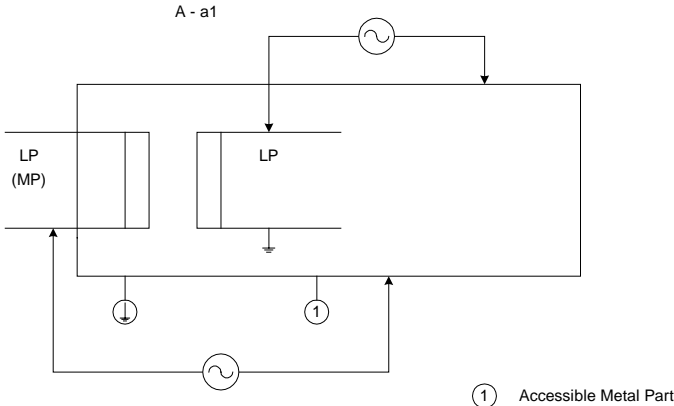 A - a1
LP
(MP)
LP
1
1 Accessible Metal Part